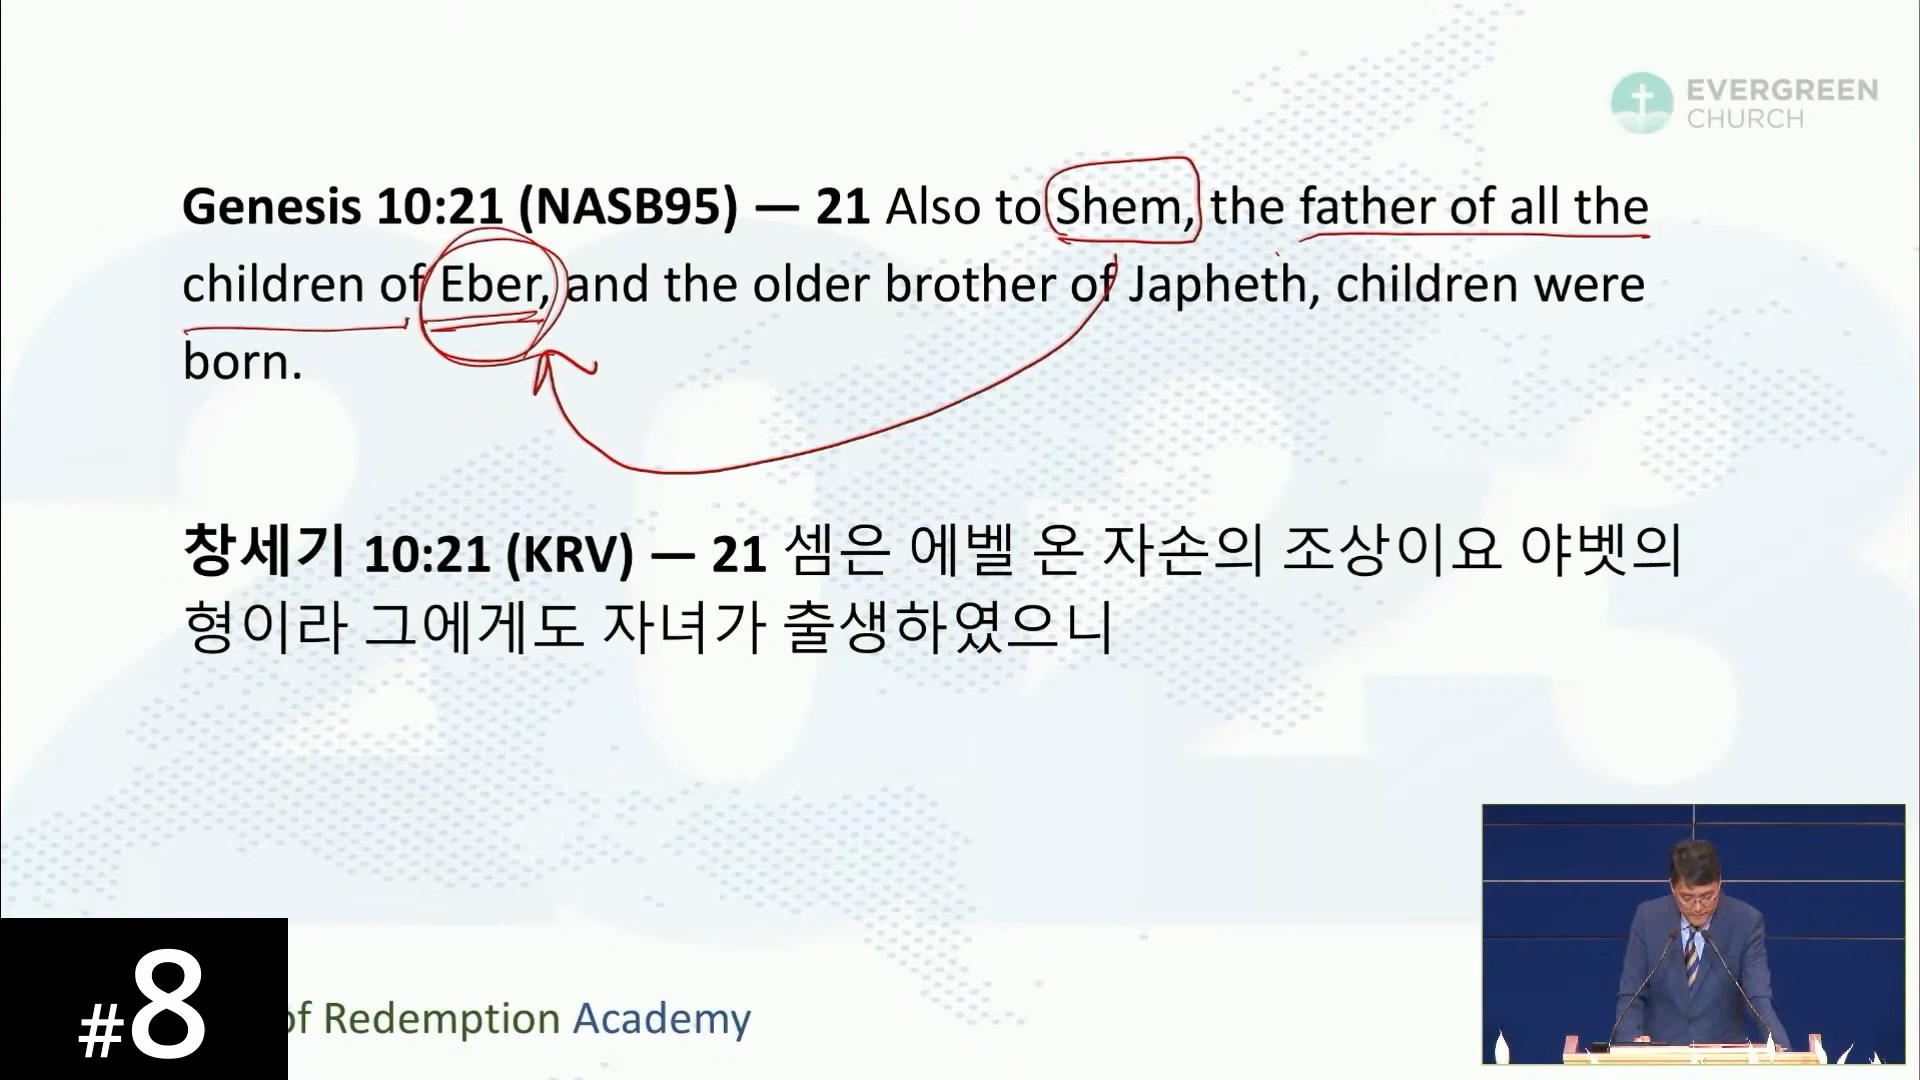 EVERGREEN
CHURCH
Genesis 10:21 (NASB95) — 21 Also to Shem, the father of all the
children of Eber, and the older brother of Japheth, children were
born.
창세기 10:21 (KRV) — 21 셈은 에벨 온 자손의 조상이요 야벳의
형이라 그에게도 자녀가 출생하였으니
#8
of Redemption Academy